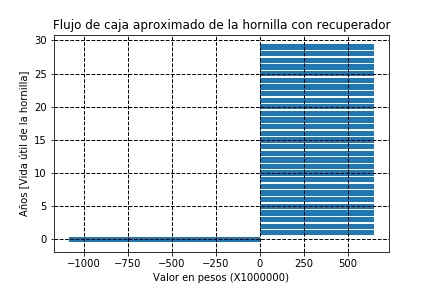 Flujo de caja aproximado de la hornilla con recuperador
Años [Vida útil de la hornilla]
30
25
20
15
10
5
0
−1000 −750 −500 −250 0 250 500
Valor en pesos (X1000000)